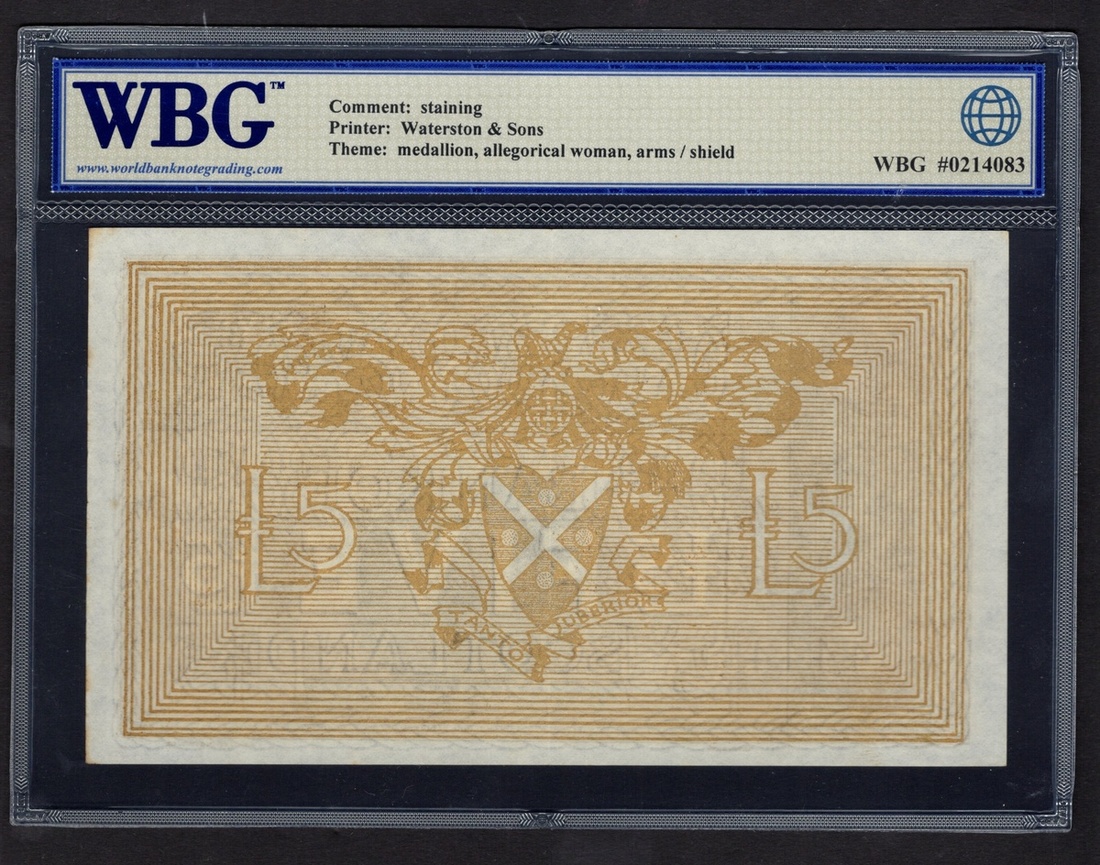 WBG™
www.worldbanknotegrading.com
Comment: staining
Printer: Waterston & Sons
Theme: medallion, allegorical woman, arms / shield
WBG #0214083
£5
£5
TANTO UBERIOR